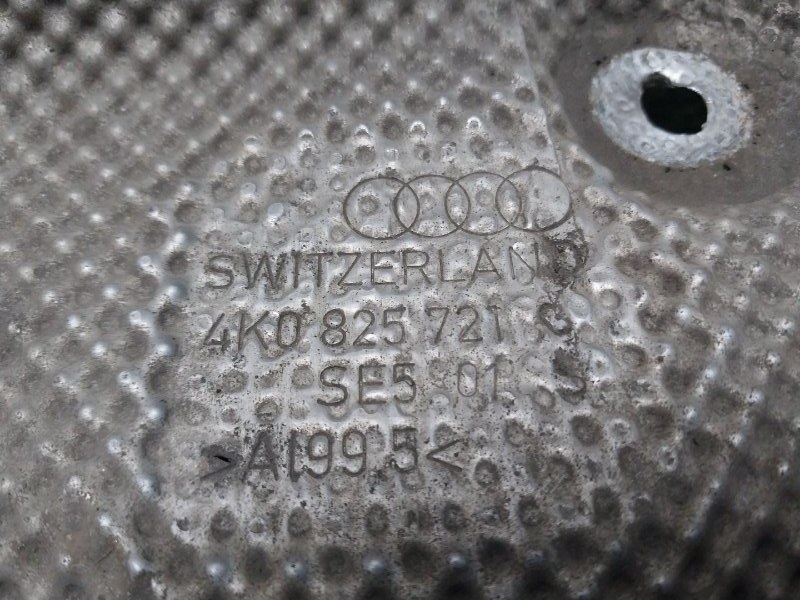 SWITZERLAND
4K0 825 721 C
SE5 01
>Al99.5<